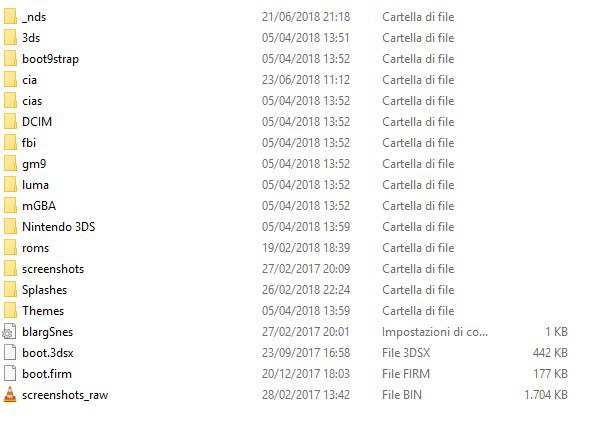 _nds 21/06/2018 21:18 Cartella di file
3ds 05/04/2018 13:51 Cartella di file
boot9strap 05/04/2018 13:52 Cartella di file
cia 23/06/2018 11:12 Cartella di file
cias 05/04/2018 13:52 Cartella di file
DCIM 05/04/2018 13:52 Cartella di file
fbi 05/04/2018 13:52 Cartella di file
gm9 05/04/2018 13:52 Cartella di file
luma 05/04/2018 13:52 Cartella di file
mGBA 05/04/2018 13:52 Cartella di file
Nintendo 3DS 05/04/2018 13:59 Cartella di file
roms 19/02/2018 18:39 Cartella di file
screenshots 27/02/2017 20:09 Cartella di file
Splashes 26/02/2018 22:24 Cartella di file
Themes 05/04/2018 13:59 Cartella di file
blargSnes 27/02/2017 20:01 Impostazioni di co... 1 KB
boot.3dsx 23/09/2017 16:58 File 3DSX 442 KB
boot.firm 20/12/2017 18:03 File FIRM 177 KB
screenshots_raw 28/02/2017 13:42 File BIN 1.704 KB